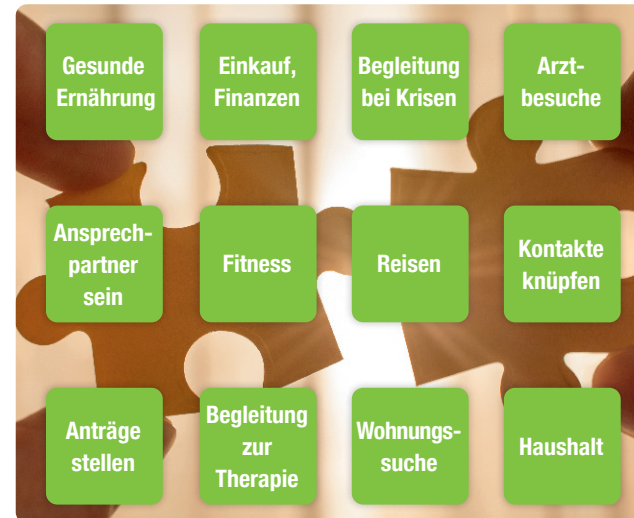 Gesunde
Ernährung
Einkauf,
Finanzen
Begleitung
bei Krisen
Arzt-
besuche
Ansprech-
partner
sein
Fitness
Reisen
Kontakte
knüpfen
Anträge
stellen
Begleitung
zur
Therapie
Wohnungs-
suche
Haushalt